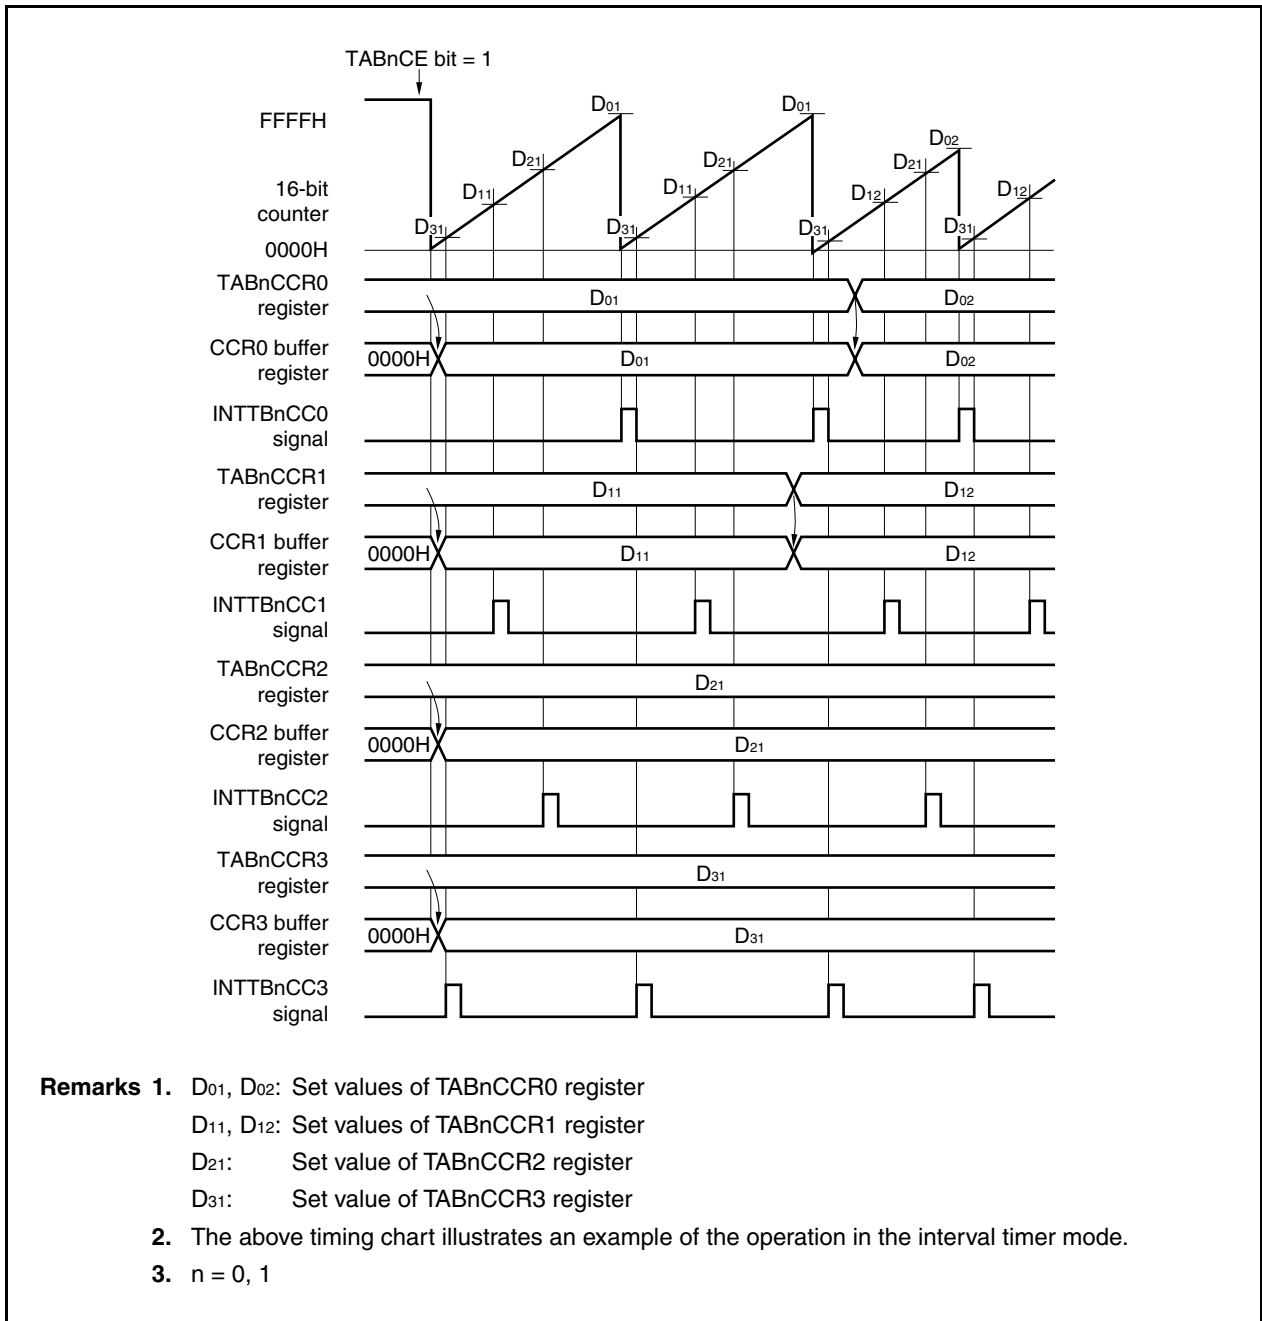 TABnCE bit = 1
FFFFH
D01 D01
D02
D21 D21 D21
16-bit
counter
D11 D11 D12 D12
D31 D31 D31 D31
0000H
TABnCCR0
register
D01 D02
CCR0 buffer
register
0000H D01 D02
INTTBnCC0
signal
TABnCCR1
register
D11 D12
CCR1 buffer
register
0000H D11 D12
INTTBnCC1
signal
TABnCCR2
register
D21
CCR2 buffer
register
0000H D21
INTTBnCC2
signal
TABnCCR3
register
D31
CCR3 buffer
register
0000H D31
INTTBnCC3
signal
Remarks 1. D01, D02: Set values of TABnCCR0 register
D11, D12: Set values of TABnCCR1 register
D21: Set value of TABnCCR2 register
D31: Set value of TABnCCR3 register
2. The above timing chart illustrates an example of the operation in the interval timer mode.
3. n = 0, 1